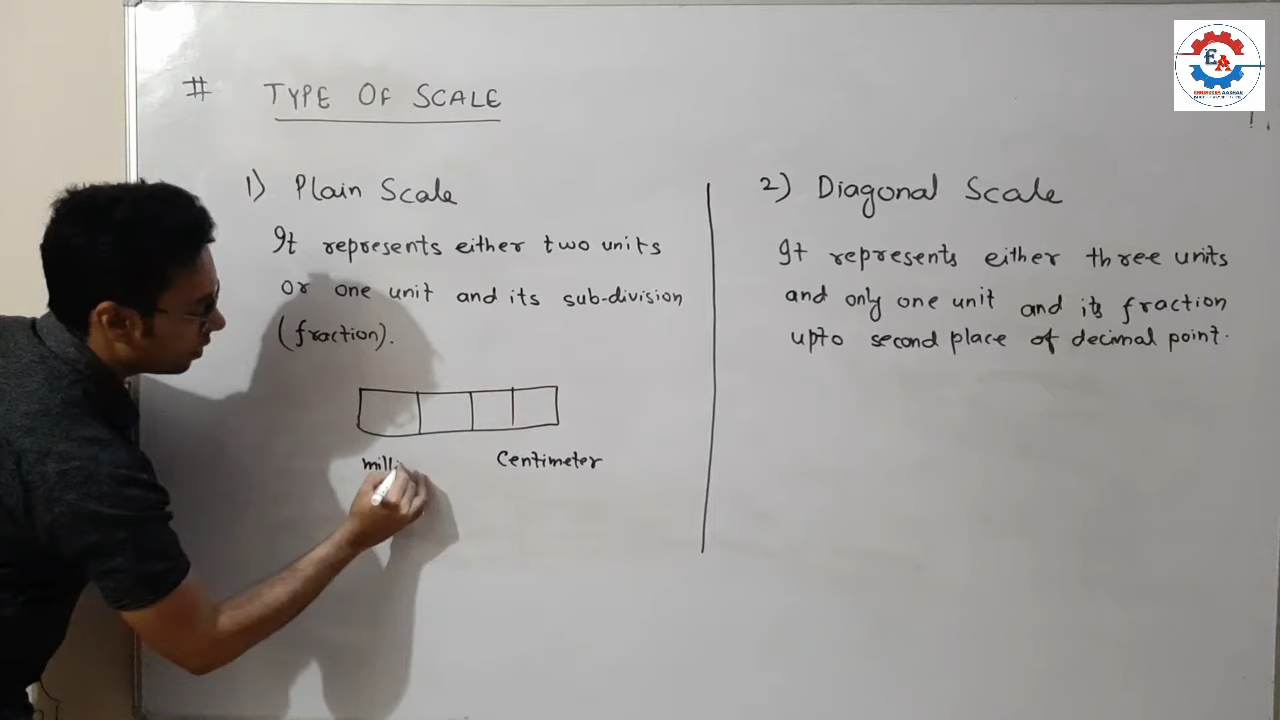 # TYPE OF SCALE
1) Plain Scale
It represents either two units
or one unit and its sub-division
(fraction).
milli
Centimeter
2) Diagonal Scale
It represents either three units
and only one unit and its fraction
upto second place of decimal point.
EA